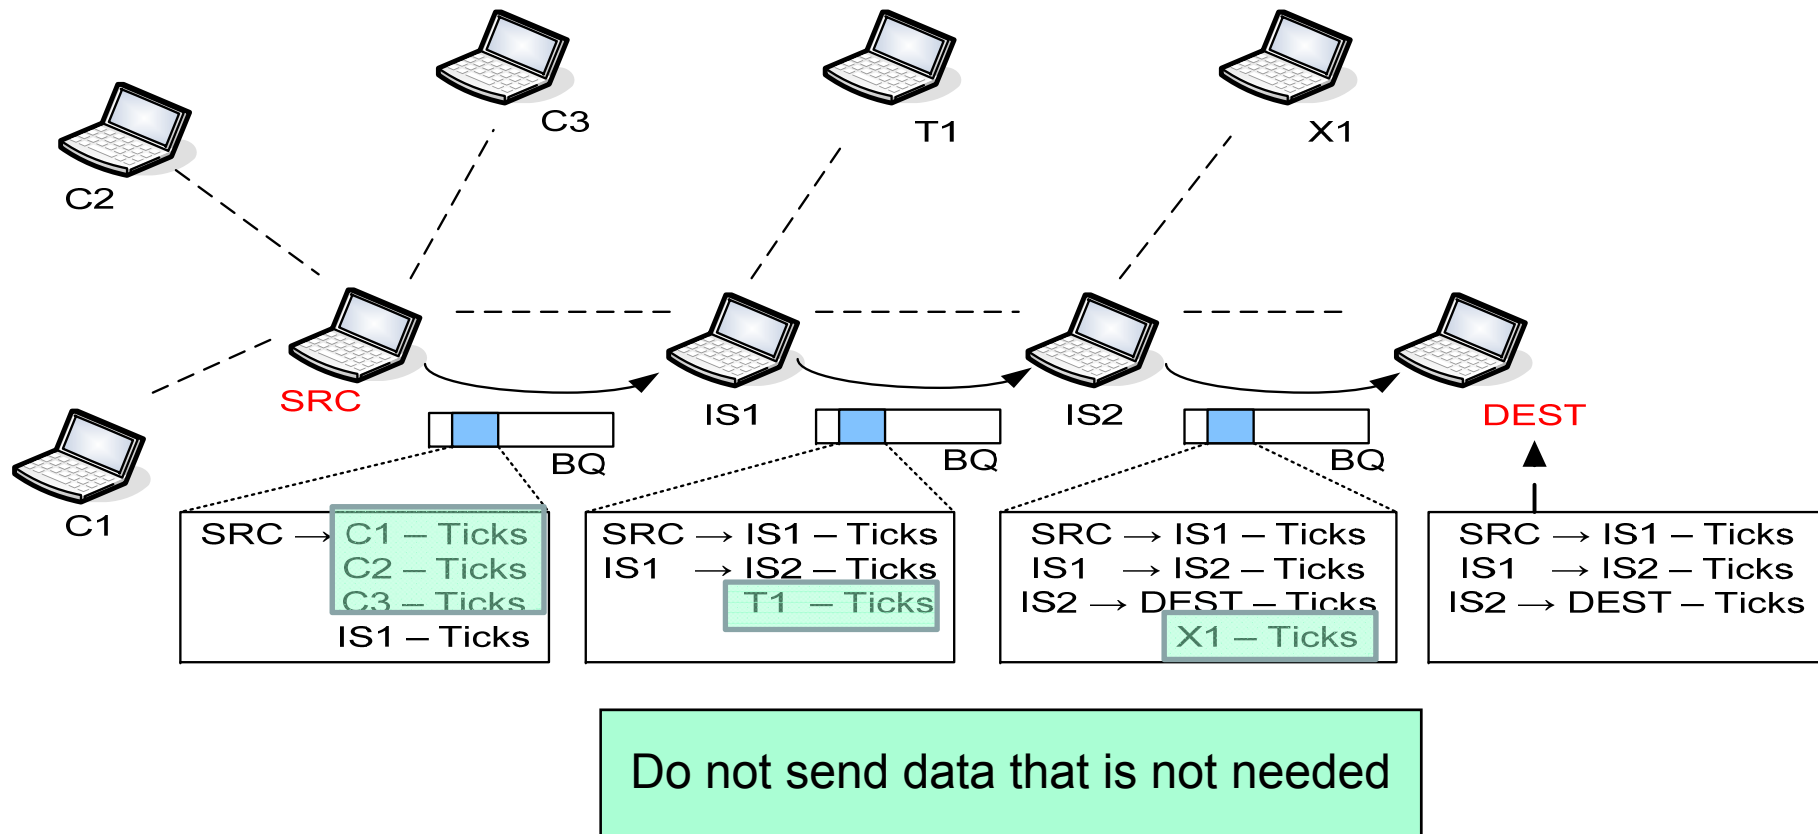 C3
T1
X1
C2
SRC
IS1
IS2
DEST
BQ
BQ
BQ
C1
SRC → C1 – Ticks
C2 – Ticks
C3 – Ticks
IS1 – Ticks
SRC → IS1 – Ticks
IS1 → IS2 – Ticks
T1 – Ticks
SRC → IS1 – Ticks
IS1 → IS2 – Ticks
IS2 → DEST – Ticks
X1 – Ticks
SRC → IS1 – Ticks
IS1 → IS2 – Ticks
IS2 → DEST – Ticks
Do not send data that is not needed